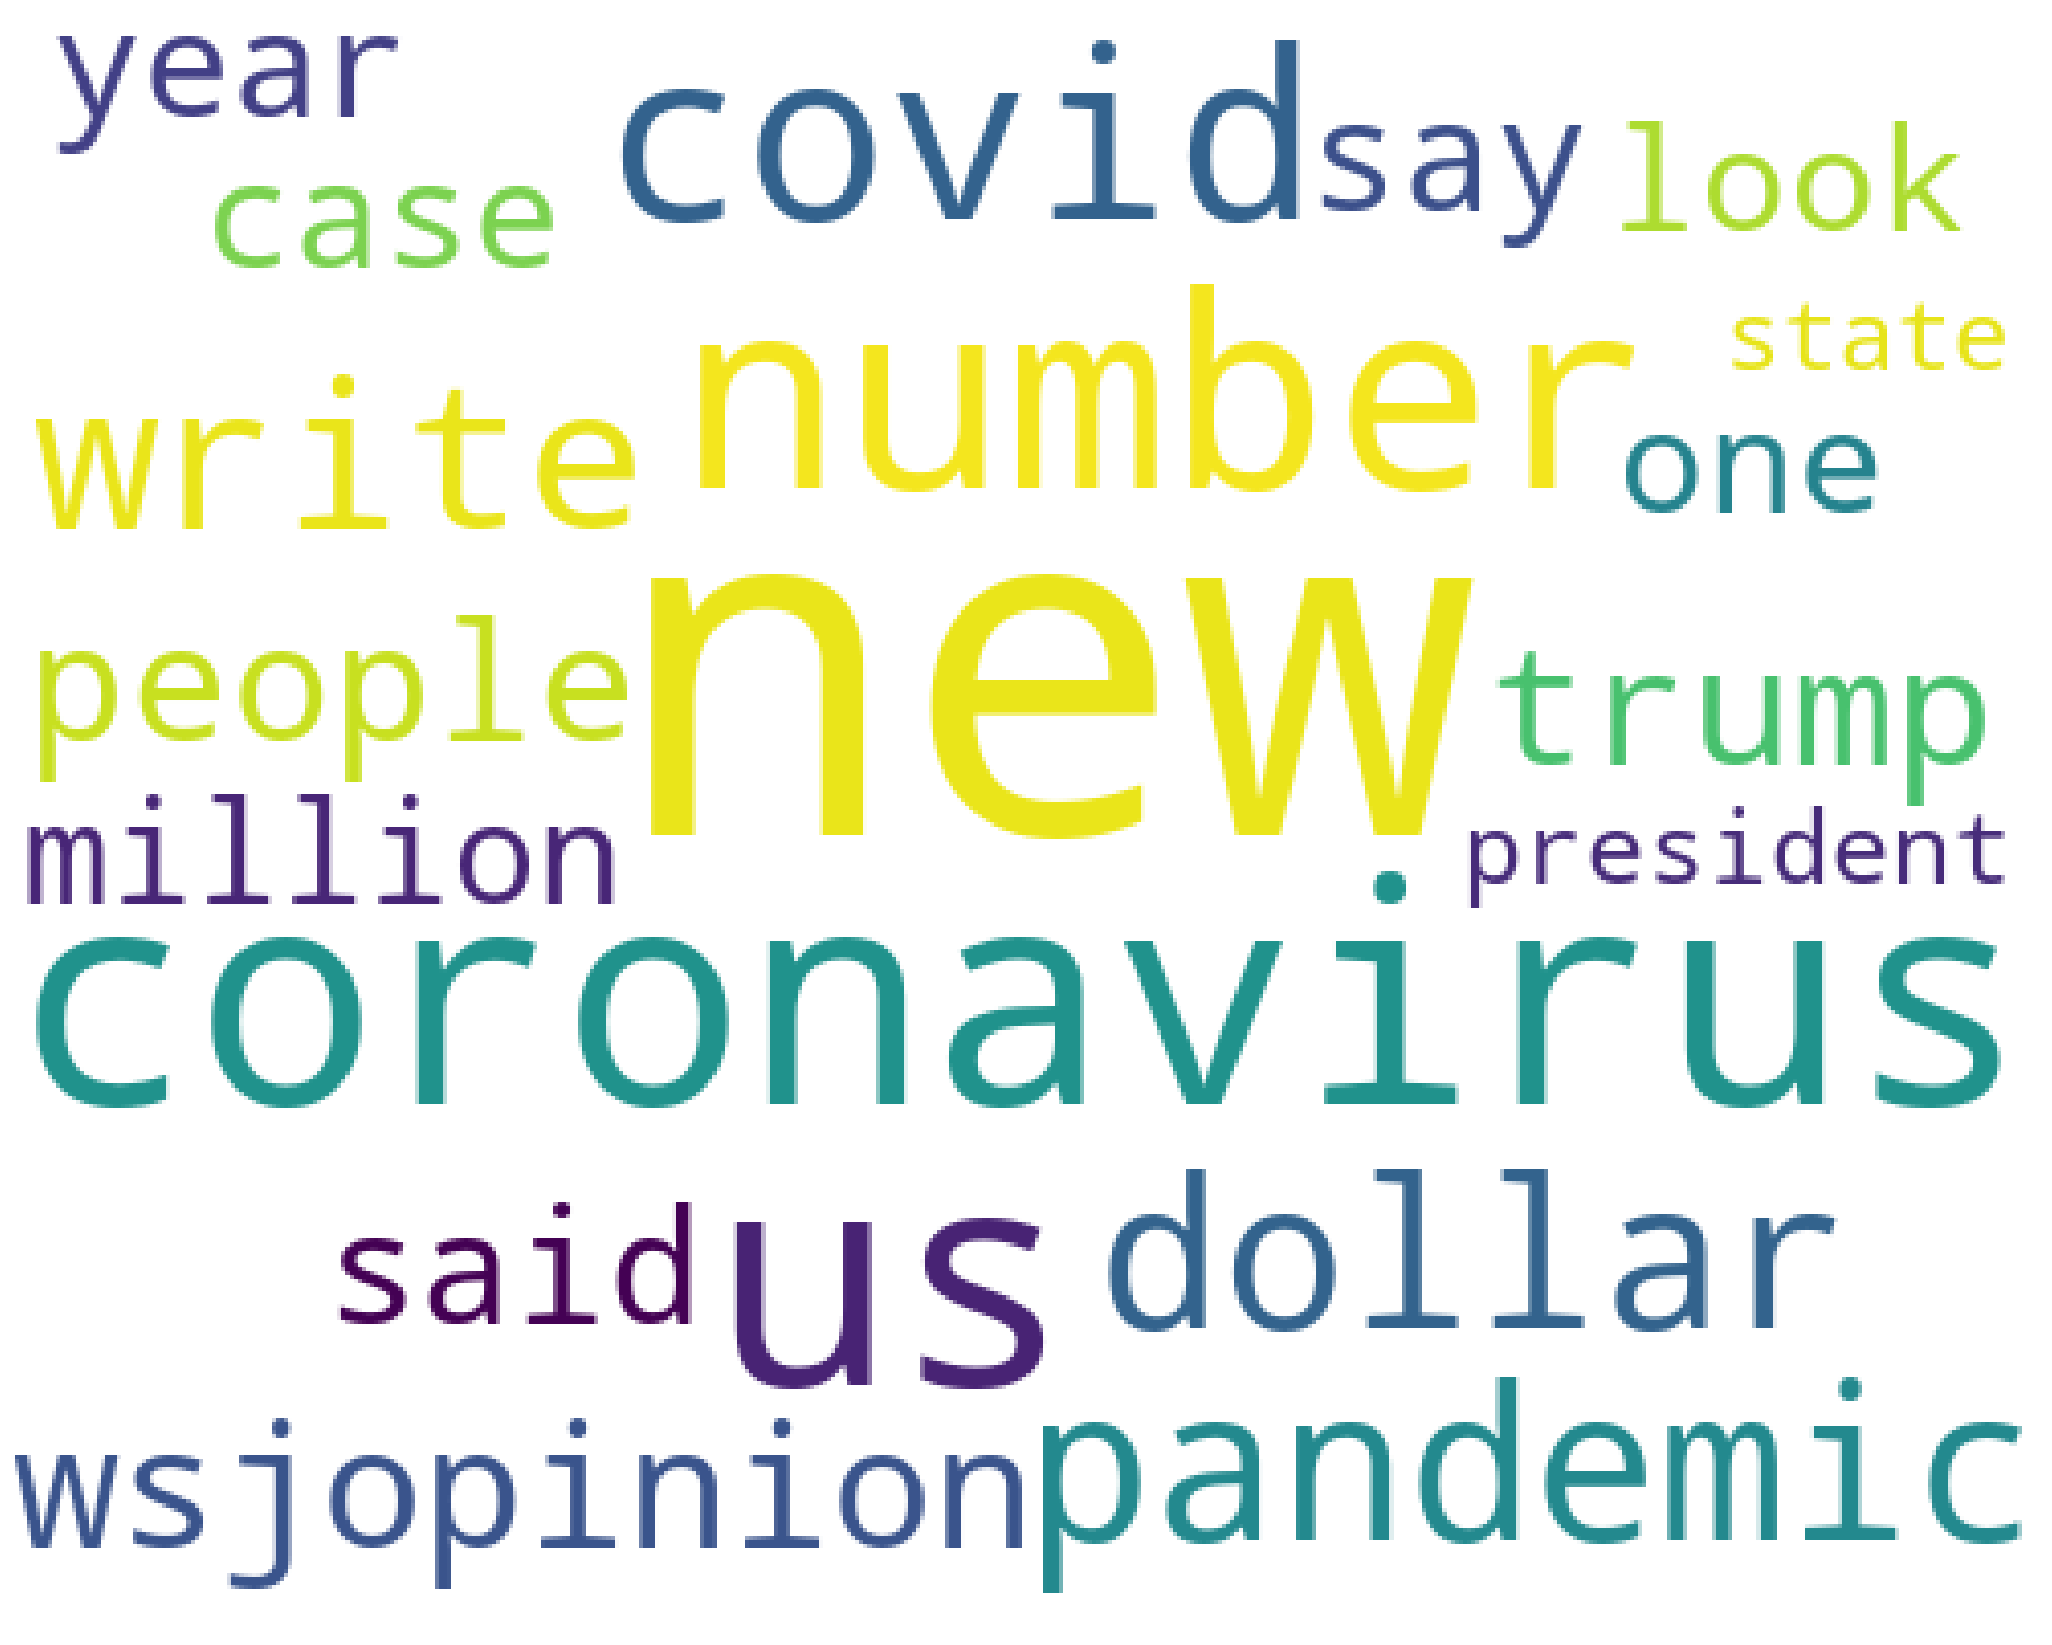 year covid say look
case
number state
write one
new
people trump
million president
coronavirus
said us dollar
wsjopinion pandemic